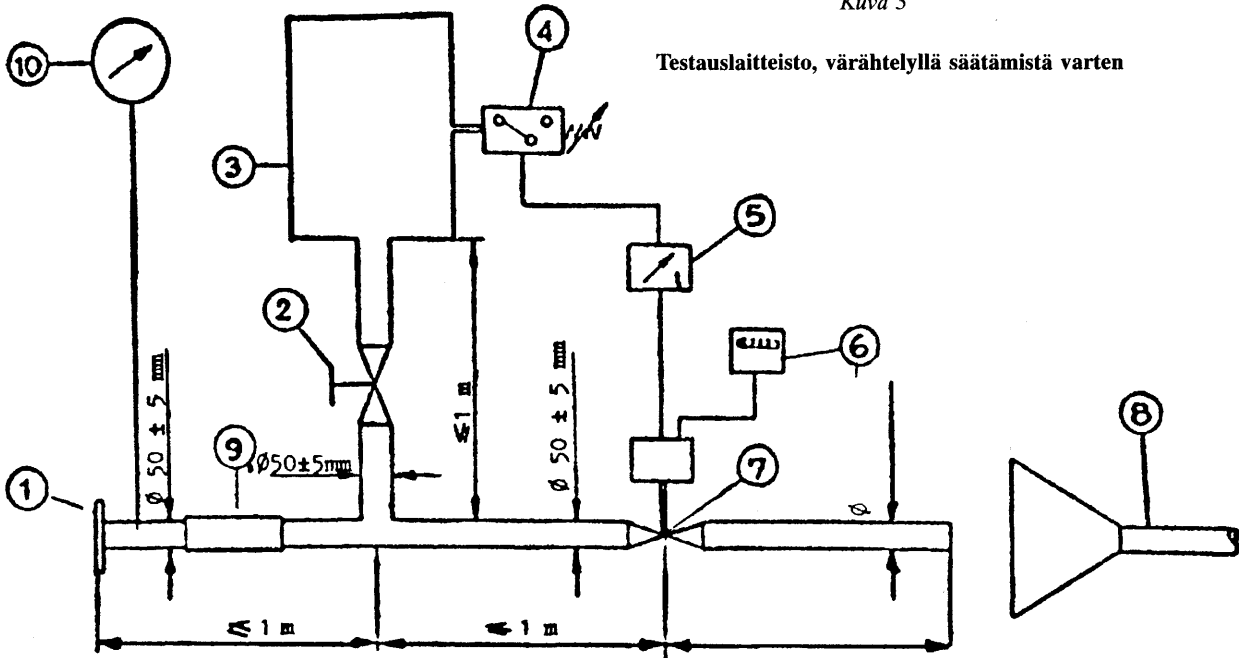 Kuva 3
Testauslaitteisto, värähtelyllä säätämistä varten
10
4
3
5
2
6
Ø 50 ± 5 mm
≤ 1 m
Ø 50 ± 5 mm
8
9
Ø50±5mm
7
1
Ø
≤ 1 m
≤ 1 m